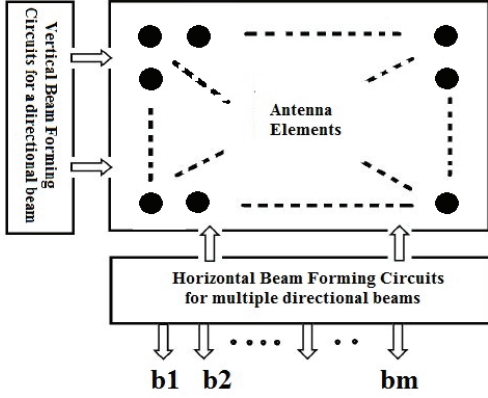 Vertical Beam Forming
Circuits for a directional beam
Antenna
Elements
Horizontal Beam Forming Circuits
for multiple directional beams
b1 b2 bm